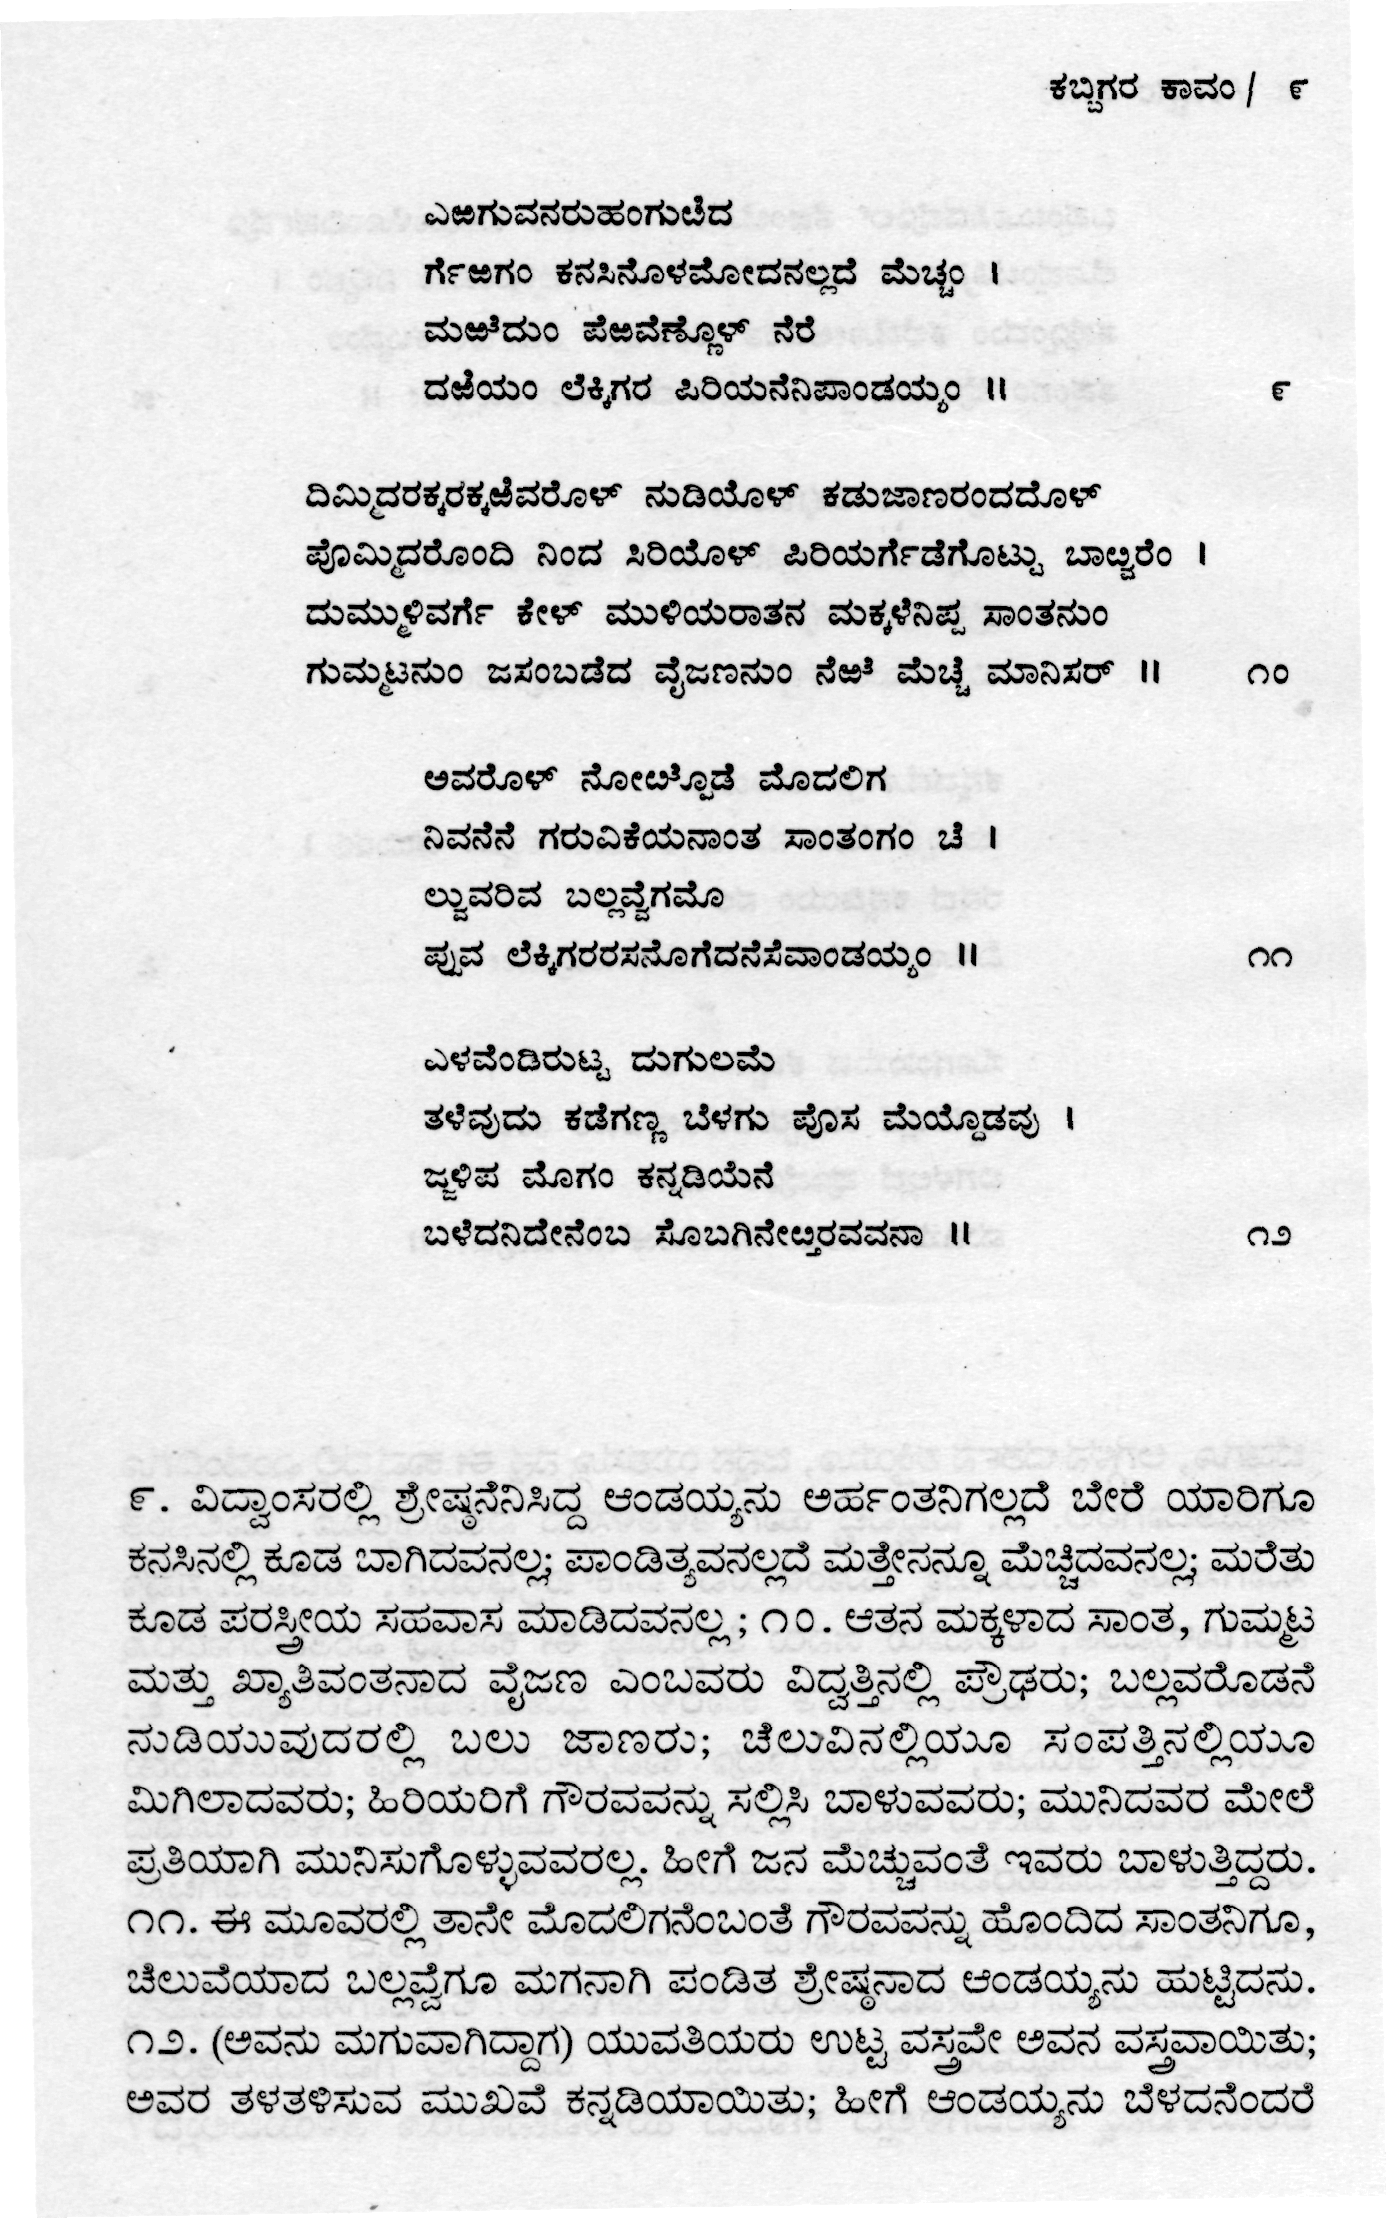 ಕಬ್ಬಿಗರ ಕಾವಂ / ೯
ಎಱಗುವನರುಹಂಗುೞಿದ
ರ್ಗೆಱಗಂ ಕನಸಿನೊಳಮೋದನಲ್ಲದೆ ಮೆಚ್ಚಂ ।
ಮಱೆದುಂ ಪೆಱವೆಣ್ಣೊಳ್ ನೆರೆ
ದಱಿಯಂ ಲೆಕ್ಕಿಗರ ಪಿರಿಯನೆನಿಪಾಂಡಯ್ಯಂ ॥ ೯
ದಿಮ್ಮಿದರಕ್ಕರಕ್ಕಱಿವರೊಳ್ ನುಡಿಯೊಳ್ ಕಡುಜಾಣರಂದದೊಳ್
ಪೊಮ್ಮಿದರೊಂದಿ ನಿಂದ ಸಿರಿಯೊಳ್ ಪಿರಿಯರ್ಗೆಡೆಗೊಟ್ಟು ಬಾೞ್ವರೆಂ ।
ದುಮ್ಮುಳಿವರ್ಗೆ ಕೇಳ್ ಮುಳಿಯರಾತನ ಮಕ್ಕಳೆನಿಪ್ಪ ಸಾಂತನುಂ
ಗುಮ್ಮಟನುಂ ಜಸಂಬಡೆದ ವೈಜಣನುಂ ನೆಱೆ ಮೆಚ್ಚೆ ಮಾನಿಸರ್ ॥ ೧೦
ಅವರೊಳ್ ನೋೞ್ಪೊಡೆ ಮೊದಲಿಗ
ನಿವನೆನೆ ಗರುವಿಕೆಯನಾಂತ ಸಾಂತಂಗಂ ಚೆ ।
ಲ್ವುವರಿವ ಬಲ್ಲವ್ವೆಗಮೊ
ಪ್ಪುವ ಲೆಕ್ಕಿಗರರಸನೊಗೆದನೆಸೆವಾಂಡಯ್ಯಂ ॥ ೧೧
ಎಳವೆಂಡಿರುಟ್ಟ ದುಗುಲಮೆ
ತಳೆವುದು ಕಡೆಗಣ್ಣ ಬೆಳಗು ಪೊಸ ಮೆಯ್ದೊಡವು ।
ಜ್ಜಳಿಪ ಮೊಗಂ ಕನ್ನಡಿಯೆನೆ
ಬಳೆದನಿದೇನೆಂಬ ಸೊಬಗಿನೇೞ್ತರವವನಾ ॥ ೧೨
೯. ವಿದ್ವಾಂಸರಲ್ಲಿ ಶ್ರೇಷ್ಠನೆನಿಸಿದ್ದ ಆಂಡಯ್ಯನು ಅರ್ಹಂತನಿಗಲ್ಲದೆ ಬೇರೆ ಯಾರಿಗೂ
ಕನಸಿನಲ್ಲಿ ಕೂಡ ಬಾಗಿದವನಲ್ಲ; ಪಾಂಡಿತ್ಯವನಲ್ಲದೆ ಮತ್ತೇನನ್ನೂ ಮೆಚ್ಚಿದವನಲ್ಲ; ಮರೆತು
ಕೂಡ ಪರಸ್ತ್ರೀಯ ಸಹವಾಸ ಮಾಡಿದವನಲ್ಲ ; ೧೦. ಆತನ ಮಕ್ಕಳಾದ ಸಾಂತ, ಗುಮ್ಮಟ
ಮತ್ತು ಖ್ಯಾತಿವಂತನಾದ ವೈಜಣ ಎಂಬವರು ವಿದ್ವತ್ತಿನಲ್ಲಿ ಪ್ರೌಢರು; ಬಲ್ಲವರೊಡನೆ
ನುಡಿಯುವುದರಲ್ಲಿ ಬಲು ಜಾಣರು; ಚೆಲುವಿನಲ್ಲಿಯೂ ಸಂಪತ್ತಿನಲ್ಲಿಯೂ
ಮಿಗಿಲಾದವರು; ಹಿರಿಯರಿಗೆ ಗೌರವವನ್ನು ಸಲ್ಲಿಸಿ ಬಾಳುವವರು; ಮುನಿದವರ ಮೇಲೆ
ಪ್ರತಿಯಾಗಿ ಮುನಿಸುಗೊಳ್ಳುವವರಲ್ಲ. ಹೀಗೆ ಜನ ಮೆಚ್ಚುವಂತೆ ಇವರು ಬಾಳುತ್ತಿದ್ದರು.
೧೧. ಈ ಮೂವರಲ್ಲಿ ತಾನೇ ಮೊದಲಿಗನೆಂಬಂತೆ ಗೌರವವನ್ನು ಹೊಂದಿದ ಸಾಂತನಿಗೂ,
ಚೆಲುವೆಯಾದ ಬಲ್ಲವ್ವೆಗೂ ಮಗನಾಗಿ ಪಂಡಿತ ಶ್ರೇಷ್ಠನಾದ ಆಂಡಯ್ಯನು ಹುಟ್ಟಿದನು.
೧೨. (ಅವನು ಮಗುವಾಗಿದ್ದಾಗ) ಯುವತಿಯರು ಉಟ್ಟ ವಸ್ತ್ರವೇ ಅವನ ವಸ್ತ್ರವಾಯಿತು;
ಅವರ ತಳತಳಿಸುವ ಮುಖವೆ ಕನ್ನಡಿಯಾಯಿತು; ಹೀಗೆ ಆಂಡಯ್ಯನು ಬೆಳದನೆಂದರೆ